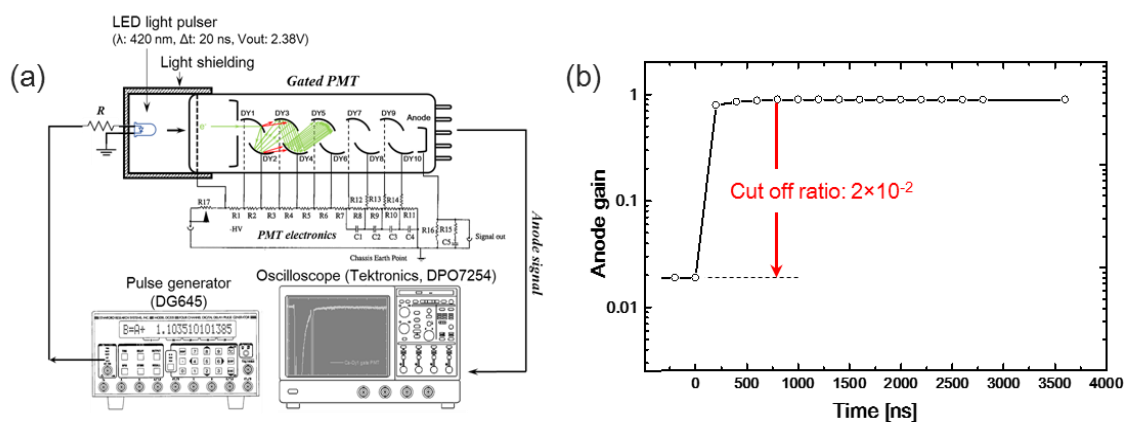 LED light pulser
(λ: 420 nm, Δt: 20 ns, Vout: 2.38V)
(a)
Light shielding
Gated PMT
R
DY1
DY3
DY5
DY7
DY9
Anode
e-
DY2
DY4
DY6
DY8
DY10
R17
R12
R13
R14
R1
R2
R3
R4
R5
R6
R7
R8
R9
R10
R11
R16
R15
-HV
C1
C2
C3
C4
C5
Signal out
PMT electronics
Chassis Earth Point
Anode signal
Pulse generator
(DG645)
Oscilloscope (Tektronics, DPO7254)
B=A+ 1.103510101385
(b)
Anode gain
1
0.1
0.01
Cut off ratio: 2×10-2
0
500
1000
1500
2000
2500
3000
3500
4000
Time [ns]